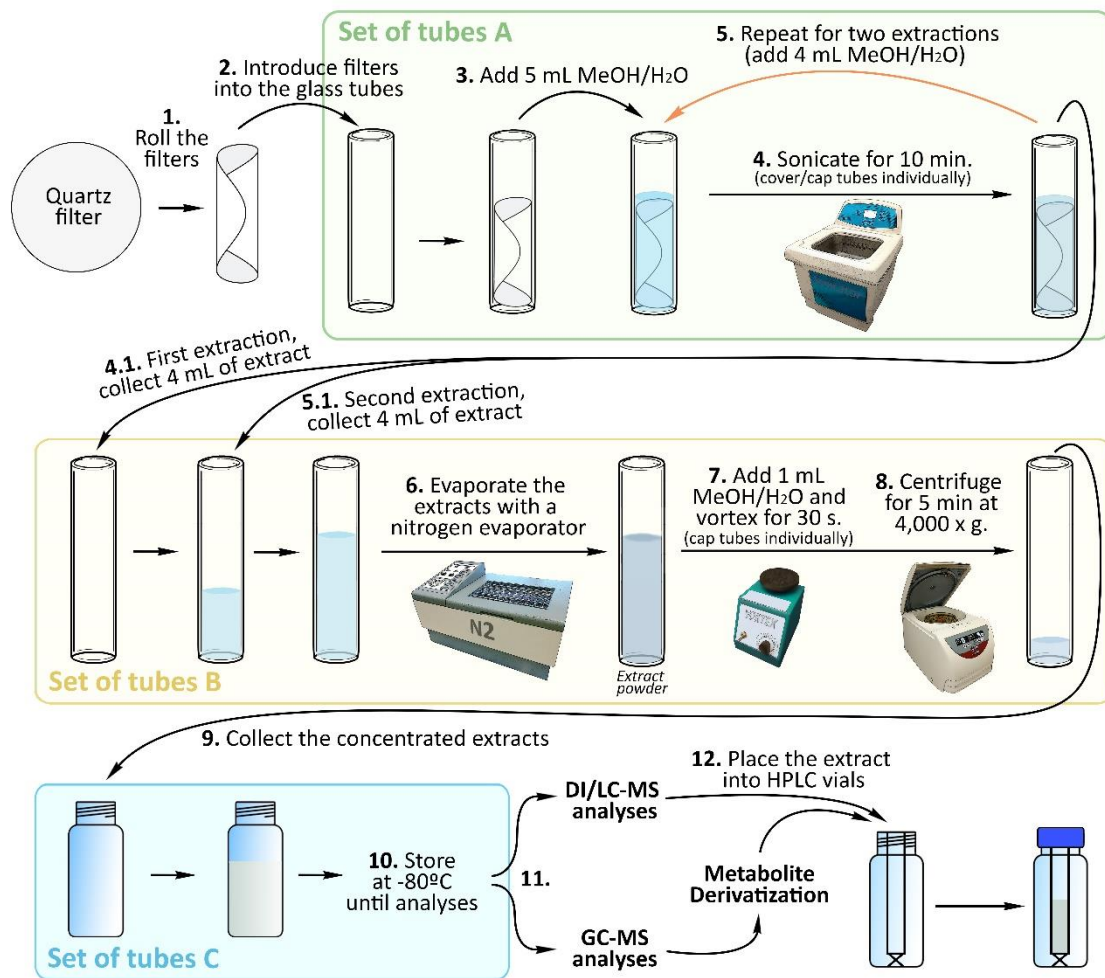 Set of tubes A
1.
Roll the
filters
2. Introduce filters
into the glass tubes
3. Add 5 mL MeOH/H₂O
5. Repeat for two extractions
(add 4 mL MeOH/H₂O)
Quartz
filter
4. Sonicate for 10 min.
(cover/cap tubes individually)
4.1. First extraction,
collect 4 mL of extract
5.1. Second extraction,
collect 4 mL of extract
6. Evaporate the
extracts with a
nitrogen evaporator
N2
Extract
powder
7. Add 1 mL
MeOH/H₂O and
vortex for 30 s.
(cap tubes individually)
8. Centrifuge
for 5 min at
4,000 x g.
Set of tubes B
9. Collect the concentrated extracts
10. Store
at -80ºC
until analyses
Set of tubes C
11.
DI/LC-MS
analyses
GC-MS
analyses
Metabolite
Derivatization
12. Place the extract
into HPLC vials